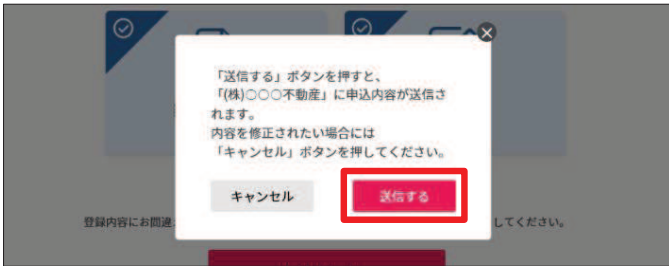 「送信する」ボタンを押すと、
「(株)○○○不動産」に申込内容が送信さ
れます。
内容を修正されたい場合には
「キャンセル」ボタンを押してください。
キャンセル
送信する
登録内容にお間違
してください。